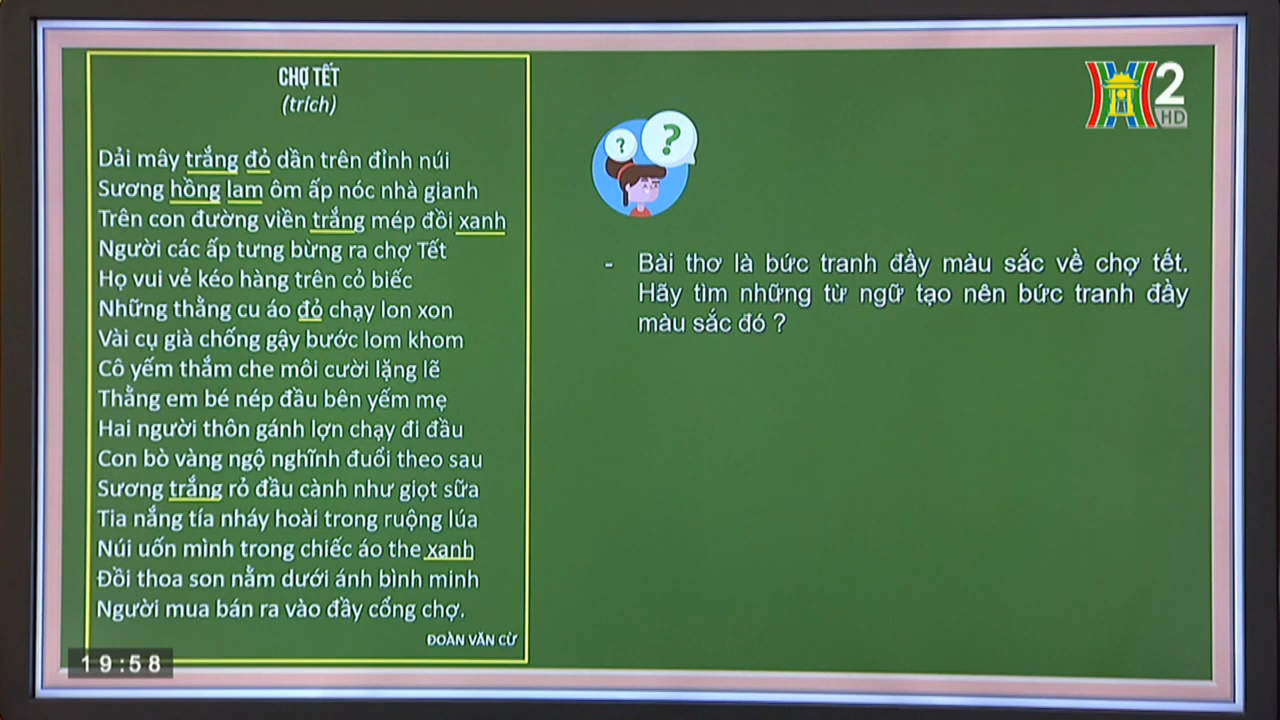 CHỢ TẾT
(trích)
Dải mây trắng đỏ dần trên đỉnh núi
Sương hồng lam ôm ấp nóc nhà gianh
Trên con đường viền trắng mép đồi xanh
Người các ấp tưng bừng ra chợ Tết
Họ vui vẻ kéo hàng trên cỏ biếc
Những thằng cu áo đỏ chạy lon xon
Vài cụ già chống gậy bước lom khom
Cô yếm thắm che môi cười lặng lẽ
Thằng em bé nép đầu bên yếm mẹ
Hai người thôn gánh lợn chạy đi đầu
Con bò vàng ngộ nghĩnh đuổi theo sau
Sương trắng rỏ đầu cành như giọt sữa
Tia nắng tía nháy hoài trong ruộng lúa
Núi uốn mình trong chiếc áo the xanh
Đồi thoa son nằm dưới ánh bình minh
Người mua bán ra vào đầy cổng chợ.
ĐOÀN VĂN CỪ
19:58
2
HD
? ?
- Bài thơ là bức tranh đầy màu sắc về chợ tết.
Hãy tìm những từ ngữ tạo nên bức tranh đầy
màu sắc đó ?